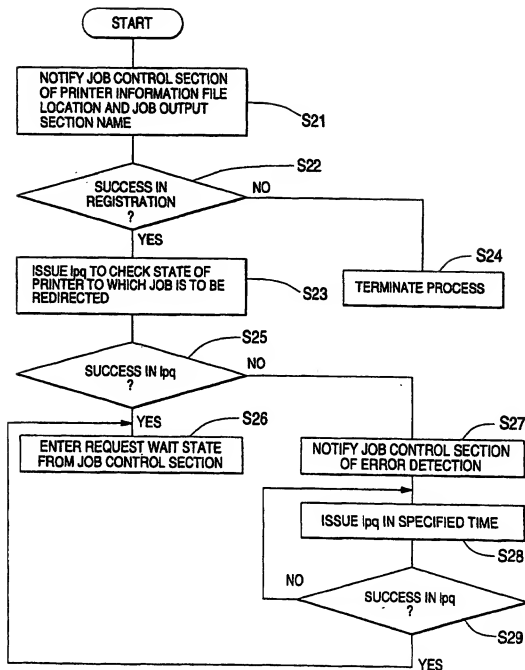 START
NOTIFY JOB CONTROL SECTION
OF PRINTER INFORMATION FILE
LOCATION AND JOB OUTPUT
SECTION NAME
S21
S22
SUCCESS IN
REGISTRATION
?
NO
YES
S24
TERMINATE PROCESS
ISSUE lpq TO CHECK STATE OF
PRINTER TO WHICH JOB IS TO BE
REDIRECTED
S23
S25
SUCCESS IN lpq
?
NO
YES
S26
ENTER REQUEST WAIT STATE
FROM JOB CONTROL SECTION
S27
NOTIFY JOB CONTROL SECTION
OF ERROR DETECTION
ISSUE lpq IN SPECIFIED TIME
S28
NO
SUCCESS IN lpq
?
S29
YES